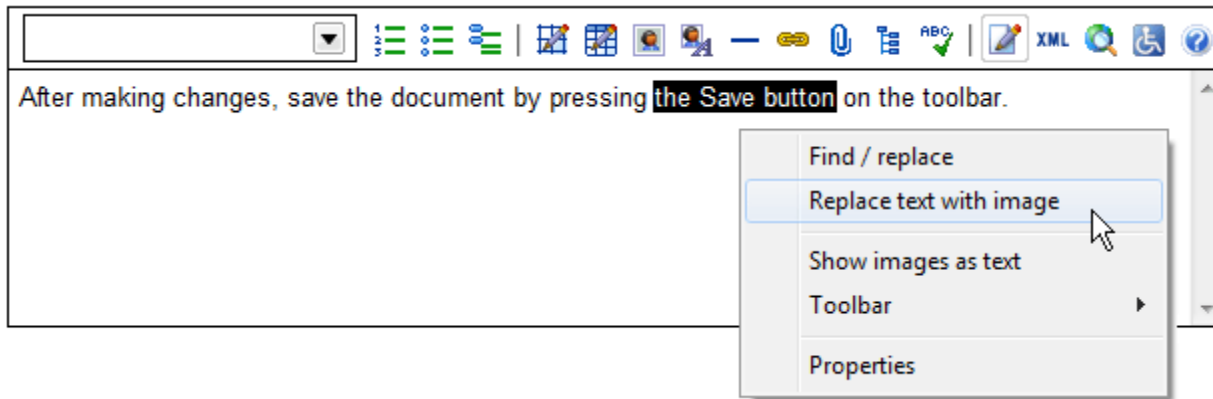 ABC
XML
After making changes, save the document by pressing the Save button on the toolbar.
Find / replace
Replace text with image
Show images as text
Toolbar
Properties